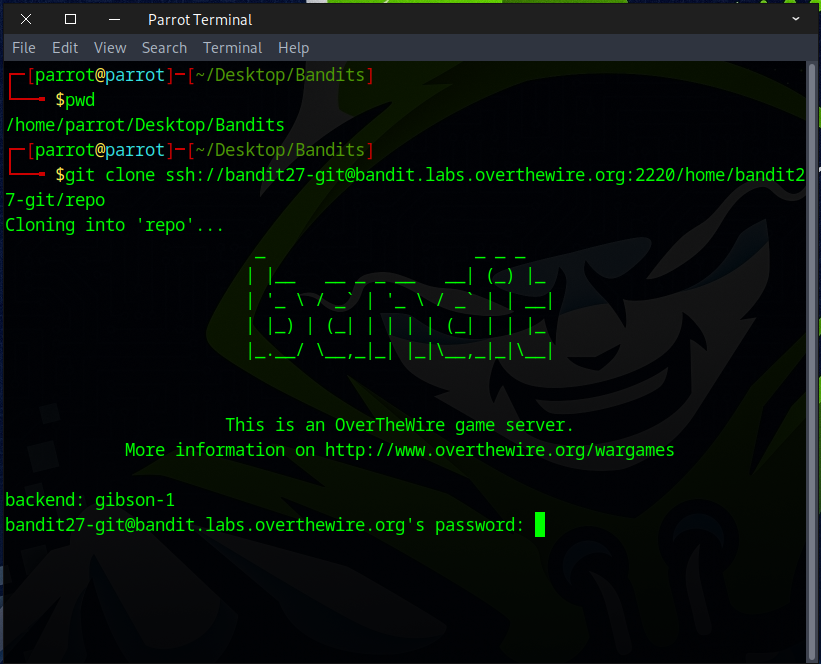 Parrot Terminal
File Edit View Search Terminal Help
┌─[parrot@parrot]─[~/Desktop/Bandits]
└──╼ $pwd
/home/parrot/Desktop/Bandits
┌─[parrot@parrot]─[~/Desktop/Bandits]
└──╼ $git clone ssh://bandit27-git@bandit.labs.overthewire.org:2220/home/bandit2
7-git/repo
Cloning into 'repo'...
                         _                     _ _ _
                        | |__   __ _ _ __   __| (_) |_
                        | '_ \ / _` | '_ \ / _` | | __|
                        | |_) | (_| | | | | (_| | | |_
                        |_.__/ \__,_|_| |_|\__,_|_|\__|
This is an OverTheWire game server.
More information on http://www.overthewire.org/wargames
backend: gibson-1
bandit27-git@bandit.labs.overthewire.org's password: